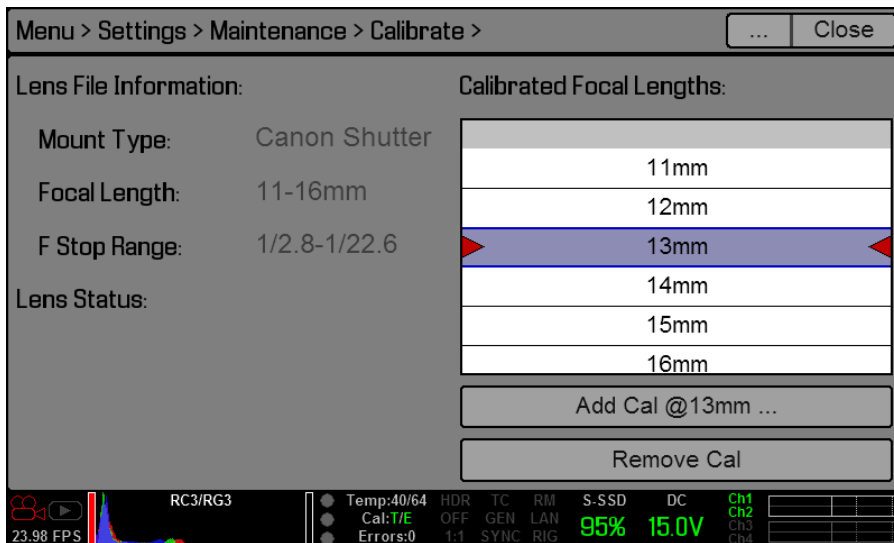 Menu > Settings > Maintenance > Calibrate >
...
Close
Lens File Information:
Mount Type: Canon Shutter
Focal Length: 11-16mm
F Stop Range: 1/2.8-1/22.6
Lens Status:
Calibrated Focal Lengths:
11mm
12mm
13mm
14mm
15mm
16mm
Add Cal @13mm ...
Remove Cal
23.98 FPS
RC3/RG3
Temp:40/64
Cal:T/E
Errors:0
HDR TC RM
OFF GEN LAN
1:1 SYNC RIG
S-SSD
95%
DC
15.0V
Ch1
Ch2
Ch3
Ch4